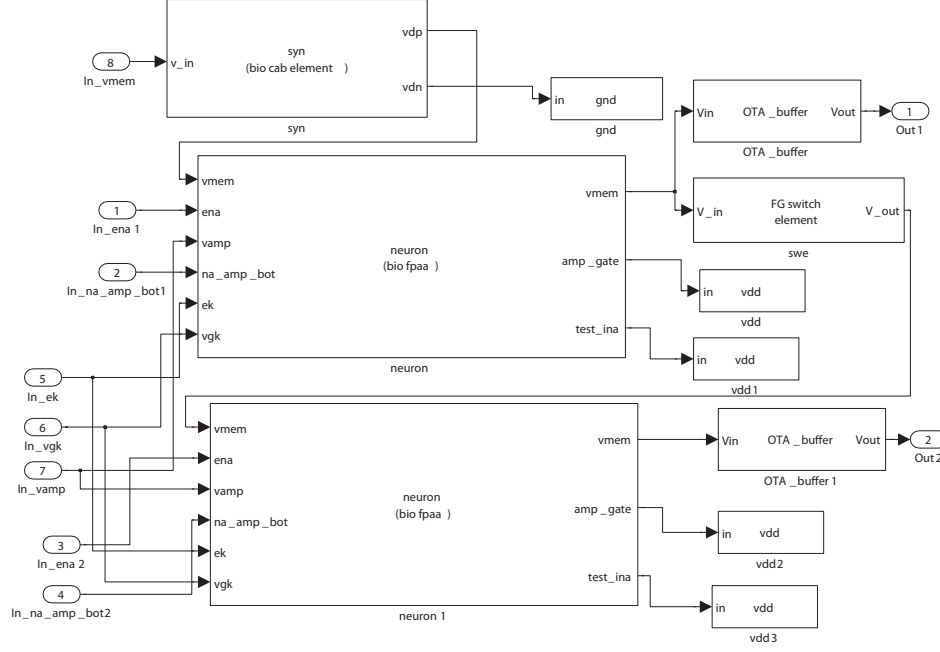 8
In_vmem
v_in
syn
(bio cab element )
vdp
vdn
syn
in
gnd
gnd
Vin
OTA _buffer
Vout
OTA _buffer
1
Out 1
V_in
FG switch
element
V_out
swe
1
In_ena 1
2
In_na_amp_bot1
vmem
ena
vamp
na_amp_bot
ek
vgk
neuron
(bio fpaa )
vmem
amp _gate
test_ina
neuron
in
vdd
vdd
in
vdd
vdd 1
5
In_ek
6
In_vgk
7
In_vamp
3
In_ena 2
4
In_na_amp_bot2
vmem
ena
vamp
na_amp_bot
ek
vgk
neuron
(bio fpaa )
vmem
amp _gate
test_ina
neuron 1
Vin
OTA _buffer
Vout
OTA _buffer 1
2
Out 2
in
vdd
vdd 2
in
vdd
vdd 3